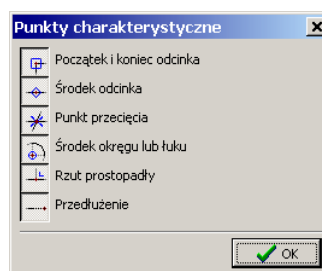 Punkty charakterystyczne
Początek i koniec odcinka
Środek odcinka
Punkt przecięcia
Środek okręgu lub łuku
Rzut prostopadły
Przedłużenie
OK